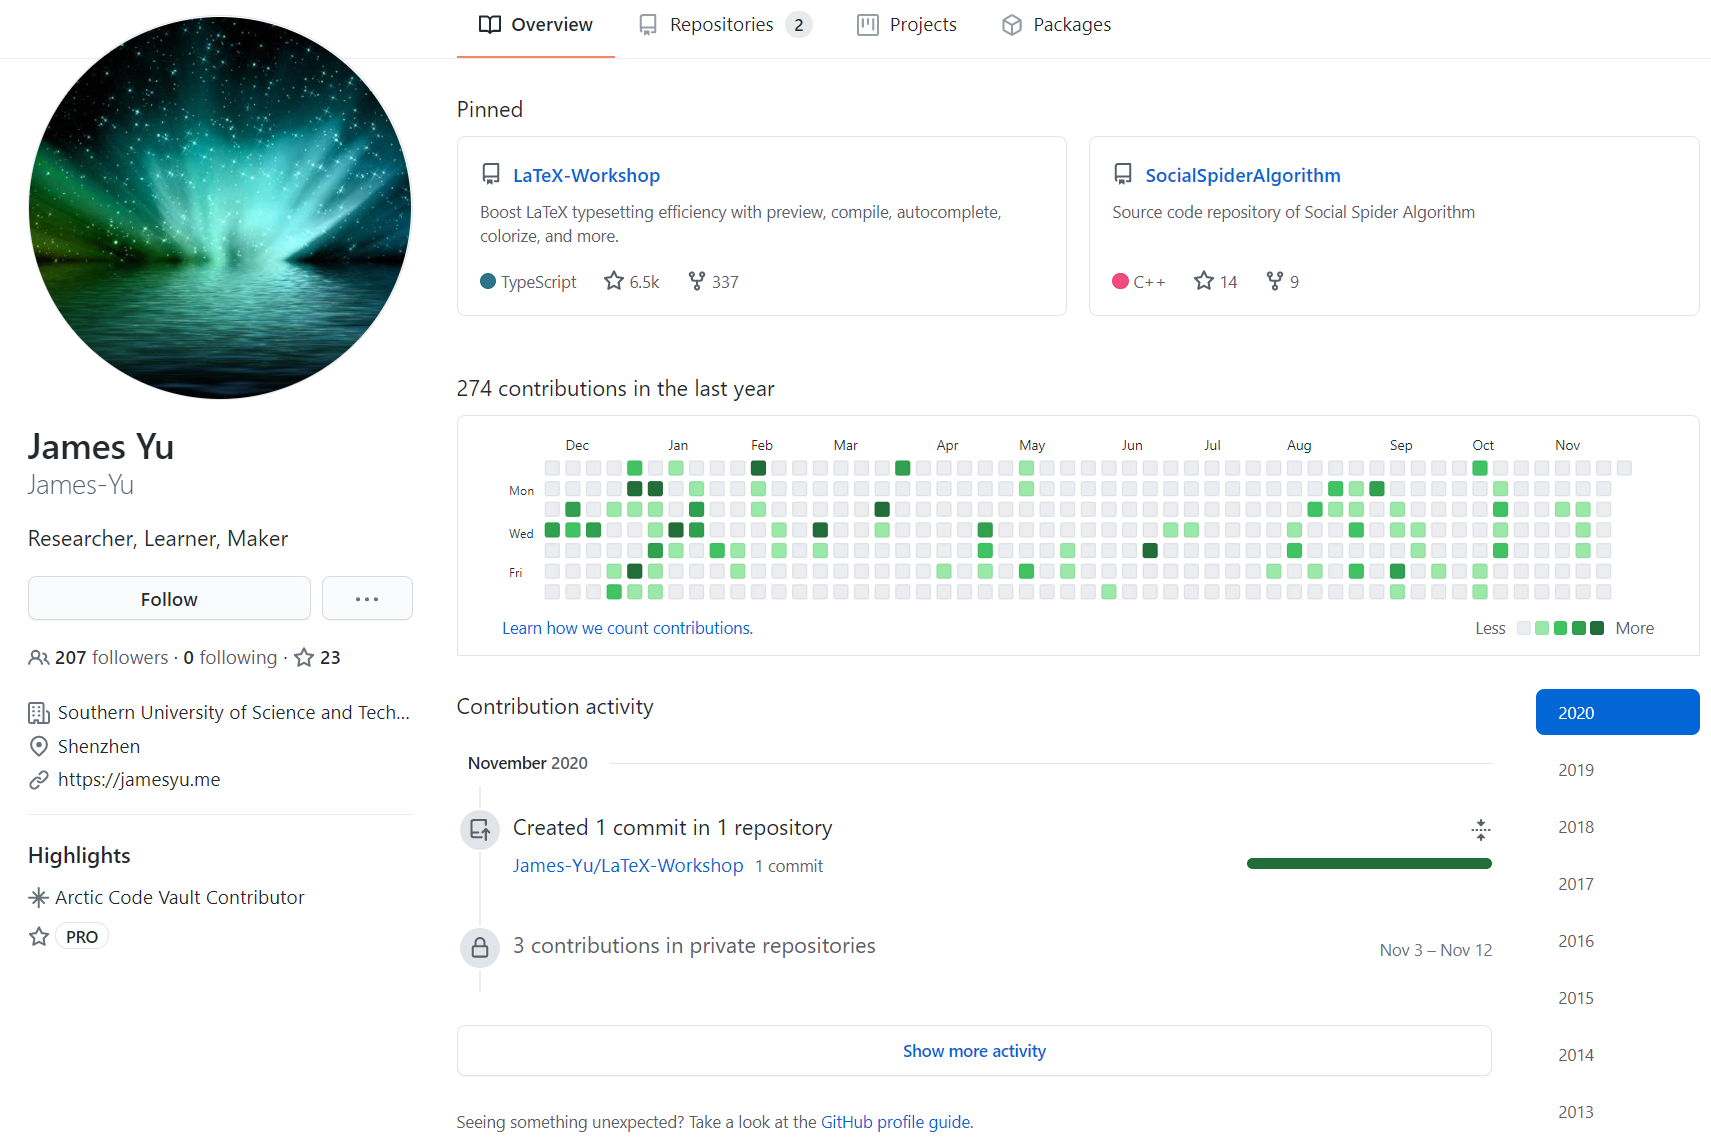 Overview
Repositories 2
Projects
Packages
James Yu
James-Yu
Researcher, Learner, Maker
Follow
...
207 followers · 0 following · 23
Southern University of Science and Tech...
Shenzhen
https://jamesyu.me
Highlights
Arctic Code Vault Contributor
PRO
Pinned
LaTeX-Workshop
Boost LaTeX typesetting efficiency with preview, compile, autocomplete,
colorize, and more.
TypeScript 6.5k 337
SocialSpiderAlgorithm
Source code repository of Social Spider Algorithm
C++ 14 9
274 contributions in the last year
Dec Jan Feb Mar Apr May Jun Jul Aug Sep Oct Nov
Mon
Wed
Fri
Learn how we count contributions.
Less More
Contribution activity
November 2020
Created 1 commit in 1 repository
James-Yu/LaTeX-Workshop 1 commit
3 contributions in private repositories Nov 3 – Nov 12
Show more activity
Seeing something unexpected? Take a look at the GitHub profile guide.
2020
2019
2018
2017
2016
2015
2014
2013